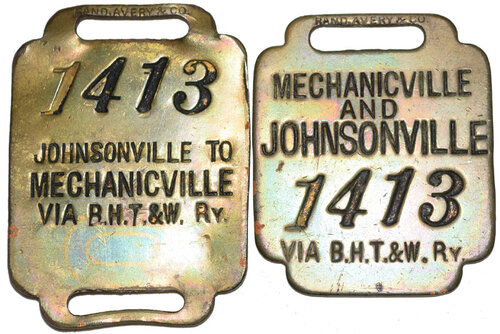 RAND, AVERY & CO.
1413
JOHNSONVILLE TO
MECHANICVILLE
VIA B.H.T.&W. RY.
RAND, AVERY & CO.
MECHANICVILLE
AND
JOHNSONVILLE
1413
VIA B.H.T.&W. RY